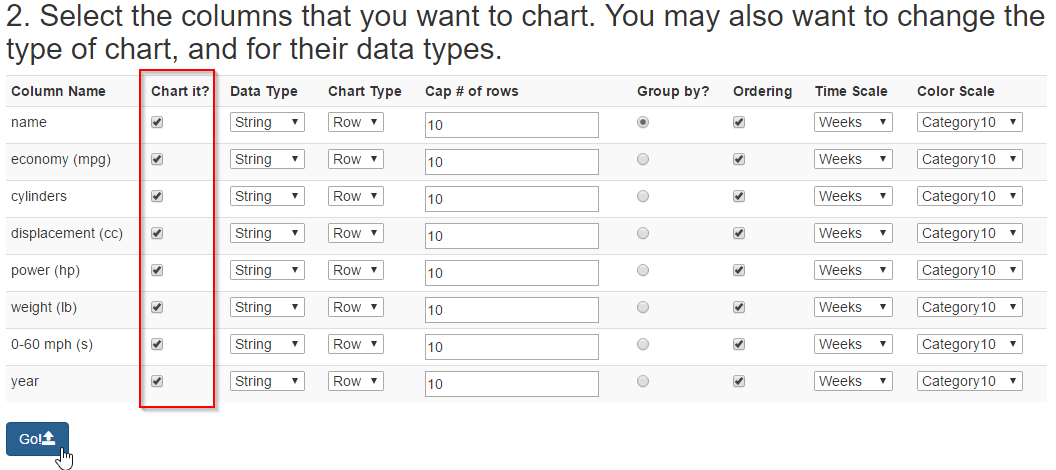 2. Select the columns that you want to chart. You may also want to change the
type of chart, and for their data types.
Column Name Chart it? Data Type Chart Type Cap # of rows Group by? Ordering Time Scale Color Scale
name String Row 10 Weeks Category10
economy (mpg) String Row 10 Weeks Category10
cylinders String Row 10 Weeks Category10
displacement (cc) String Row 10 Weeks Category10
power (hp) String Row 10 Weeks Category10
weight (lb) String Row 10 Weeks Category10
0-60 mph (s) String Row 10 Weeks Category10
year String Row 10 Weeks Category10
Go!